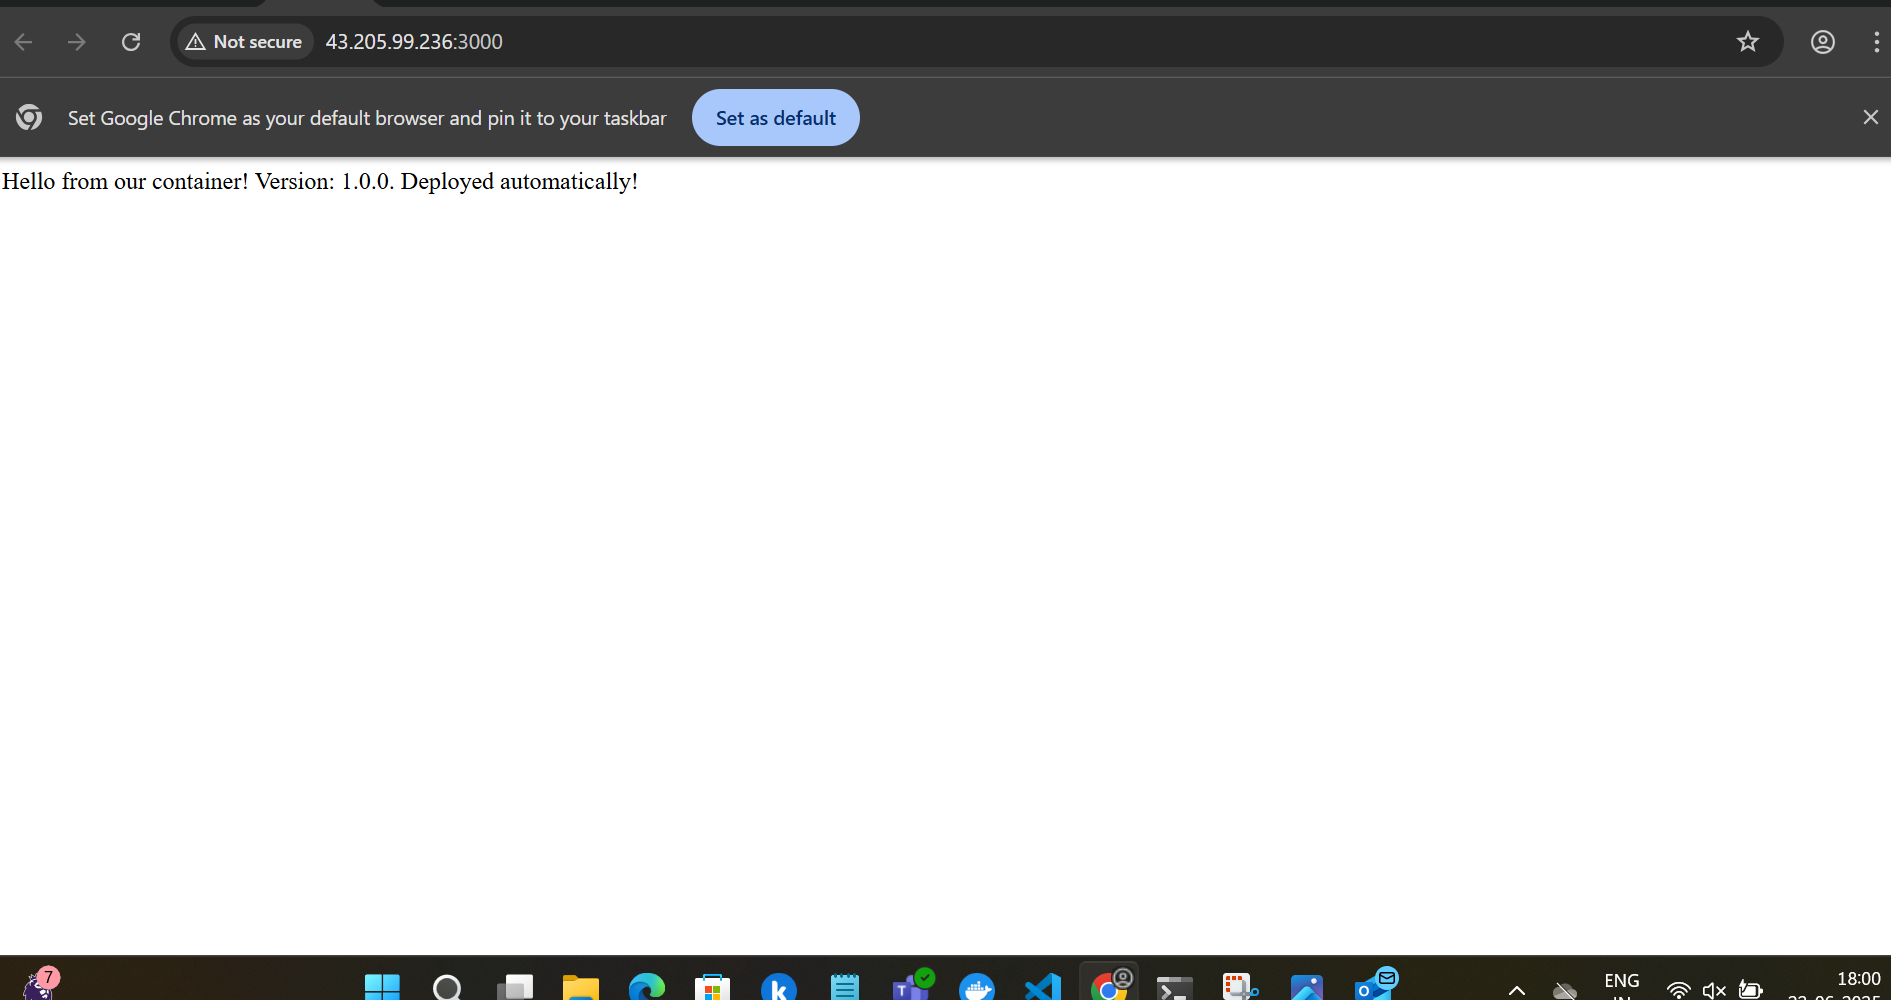 Not secure 43.205.99.236:3000
Set Google Chrome as your default browser and pin it to your taskbar Set as default
Hello from our container! Version: 1.0.0. Deployed automatically!
7
ENG
18:00